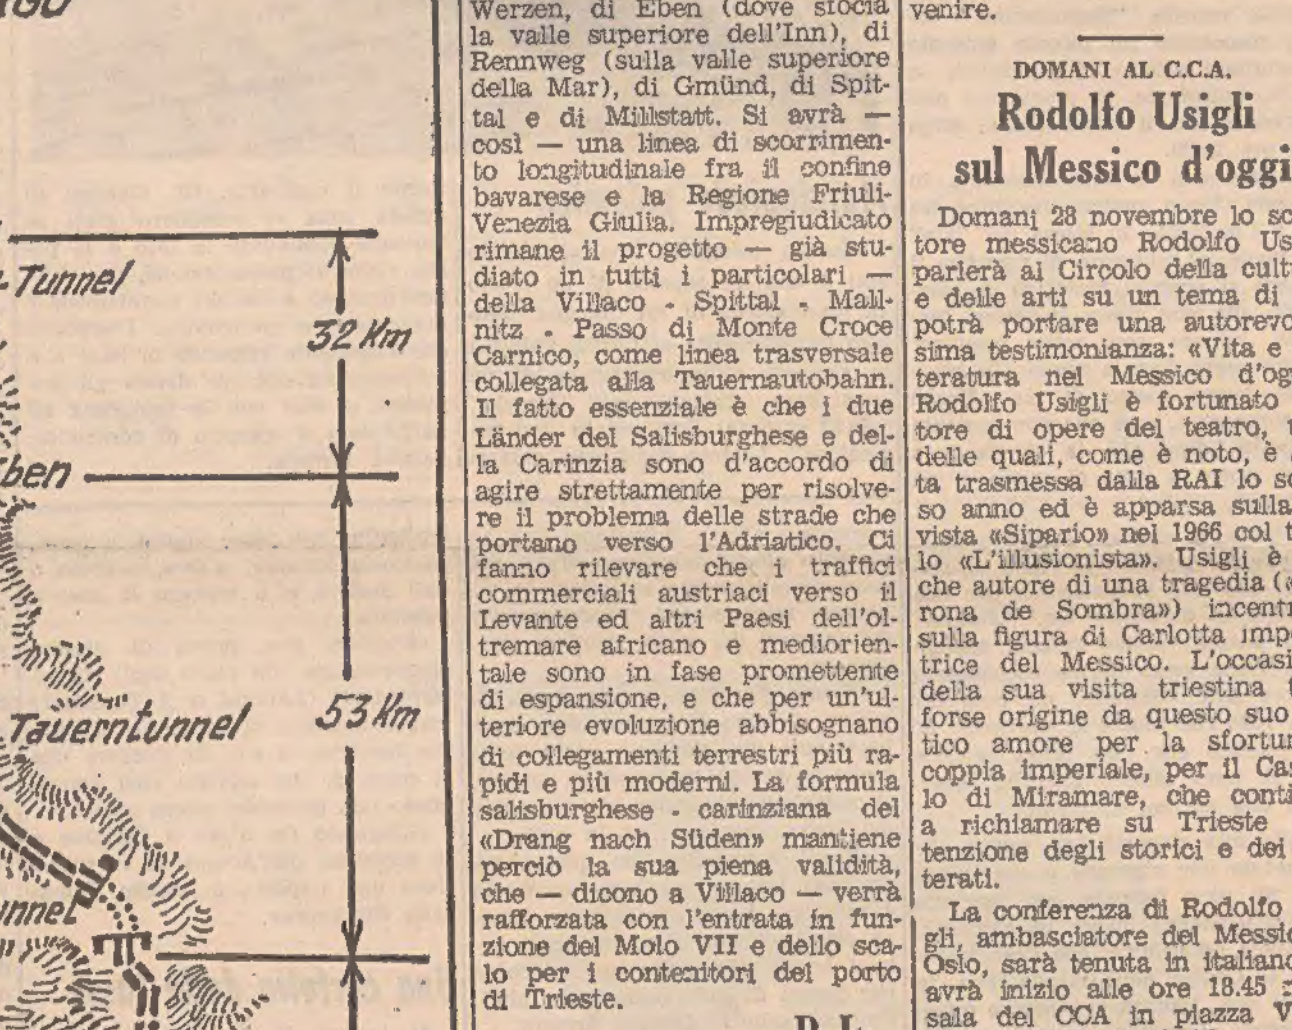 Tunnel
32 Km
53 Km
Tauerntunnel
Werzen, di Eben (dove sfocia
la valle superiore dell'Inn), di
Rennweg (sulla valle superiore
della Mar), di Gmünd, di Spit-
tal e di Millstatt. Si avrà —
così — una linea di scorrimen-
to longitudinale fra il confine
bavarese e la Regione Friuli-
Venezia Giulia. Impregiudicato
rimane il progetto — già stu-
diato in tutti i particolari —
della Villaco - Spittal - Mall-
nitz - Passo di Monte Croce
Carnico, come linea trasversale
collegata alla Tauernautobahn.
Il fatto essenziale è che i due
Länder del Salisburghese e del-
la Carinzia sono d'accordo di
agire strettamente per risolve-
re il problema delle strade che
portano verso l'Adriatico. Ci
fanno rilevare che i traffici
commerciali austriaci verso il
Levante ed altri Paesi dell'ol-
tremare africano e mediorien-
tale sono in fase promettente
di espansione, e che per un'ul-
teriore evoluzione abbisognano
di collegamenti terrestri più ra-
pidi e più moderni. La formula
salisburghese - carinziana del
«Drang nach Süden» mantiene
perciò la sua piena validità,
che — dicono a Villaco — verrà
rafforzata con l'entrata in fun-
zione del Molo VII e dello sca-
lo per i contenitori del porto
di Trieste.
venire.
DOMANI AL C.C.A.
Rodolfo Usigli
sul Messico d'oggi
Domani 28 novembre lo sc
tore messicano Rodolfo Us
parlerà al Circolo della cult
e delle arti su un tema di
potrà portare una autorevo
sima testimonianza: «Vita e
teratura nel Messico d'og
Rodolfo Usigli è fortunato
tore di opere del teatro,
delle quali, come è noto, è
ta trasmessa dalla RAI lo sc
so anno ed è apparsa sulla
vista «Sipario» nel 1966 col t
lo «L'illusionista». Usigli è
che autore di una tragedia («
rona de Sombra») incentr
sulla figura di Carlotta impe
trice del Messico. L'occasi
della sua visita triestina t
forse origine da questo suo
tico amore per la sfortun
coppia imperiale, per il Cas
lo di Miramare, che conti
a richiamare su Trieste
tenzione degli storici e dei
terati.
La conferenza di Rodolfo
gli, ambasciatore del Messic
Oslo, sarà tenuta in italiano
avrà inizio alle ore 18.45
sala del CCA in piazza V